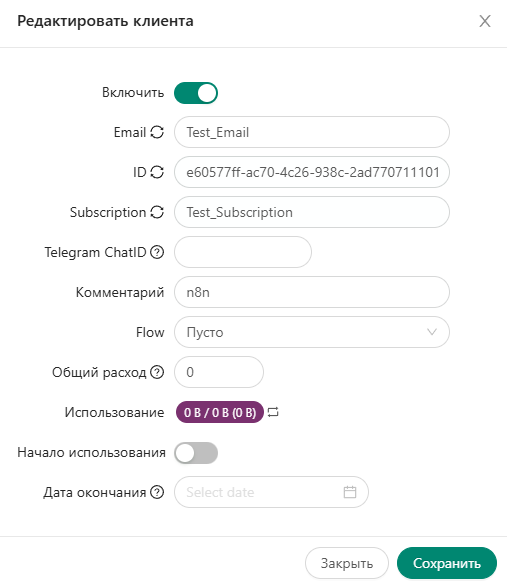 Редактировать клиента
Включить
Email Test_Email
ID e60577ff-ac70-4c26-938c-2ad770711101
Subscription Test_Subscription
Telegram ChatID
Комментарий n8n
Flow Пусто
Общий расход 0
Использование 0 B / 0 B (0 B)
Начало использования
Дата окончания Select date
Закрыть Сохранить